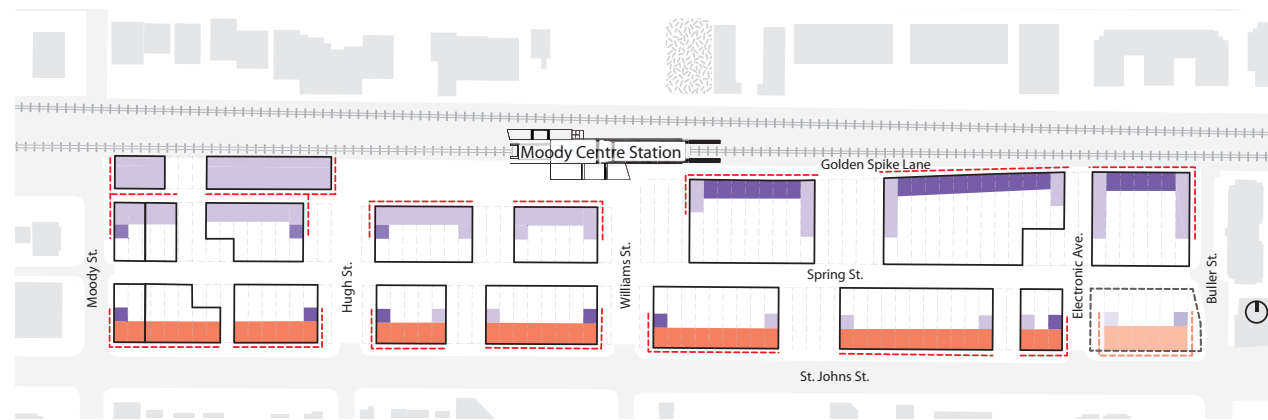 Moody Centre Station
Golden Spike Lane
Moody St.
Hugh St.
Williams St.
Spring St.
Electronic Ave.
Buller St.
St. Johns St.